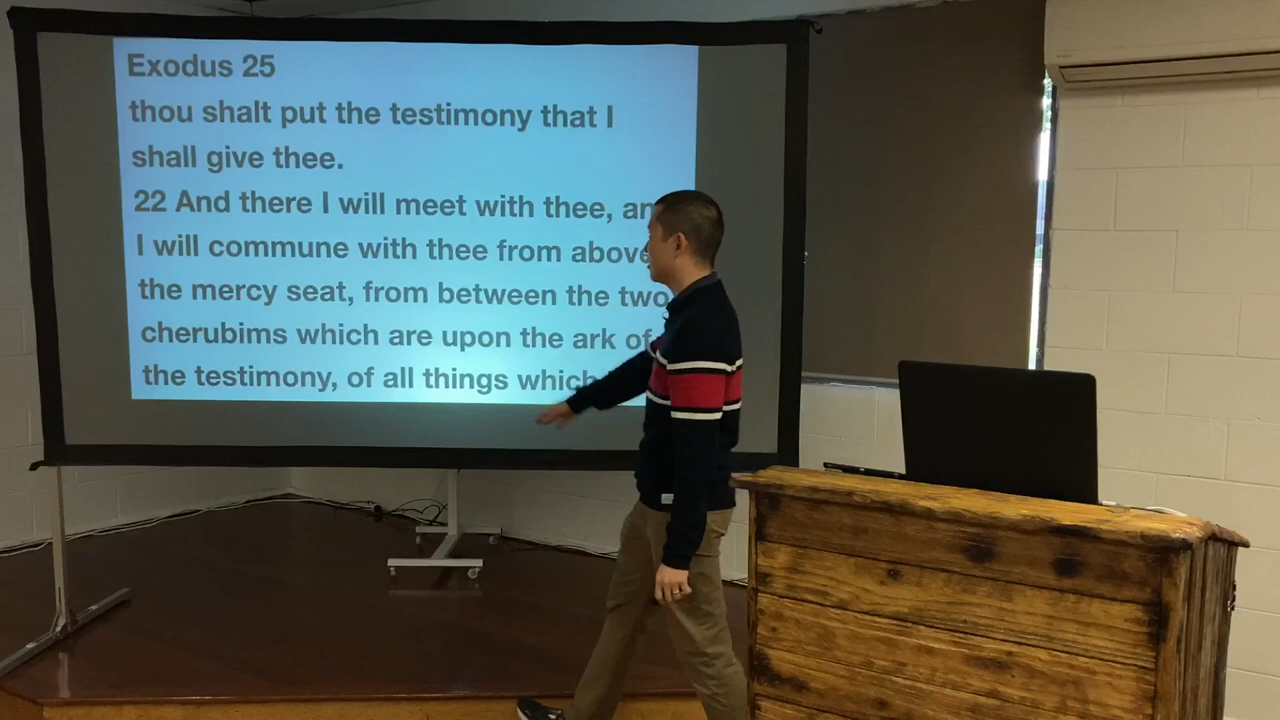 Exodus 25
thou shalt put the testimony that I
shall give thee.
22 And there I will meet with thee, an
I will commune with thee from above
the mercy seat, from between the two
cherubims which are upon the ark of
the testimony, of all things which